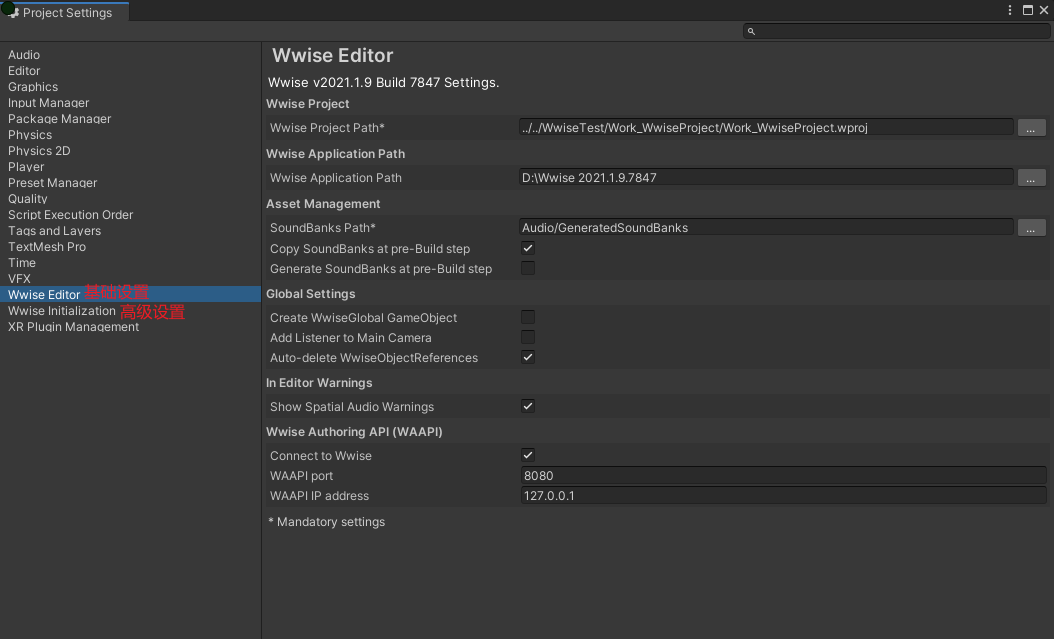 Project Settings
Audio
Editor
Graphics
Input Manager
Package Manager
Physics
Physics 2D
Player
Preset Manager
Quality
Script Execution Order
Tags and Layers
TextMesh Pro
Time
VFX
Wwise Editor 基础设置
Wwise Initialization 高级设置
XR Plugin Management
Wwise Editor
Wwise v2021.1.9 Build 7847 Settings.
Wwise Project
Wwise Project Path* ../../WwiseTest/Work_WwiseProject/Work_WwiseProject.wproj ...
Wwise Application Path
Wwise Application Path D:\Wwise 2021.1.9.7847 ...
Asset Management
SoundBanks Path* Audio/GeneratedSoundBanks ...
Copy SoundBanks at pre-Build step
Generate SoundBanks at pre-Build step
Global Settings
Create WwiseGlobal GameObject
Add Listener to Main Camera
Auto-delete WwiseObjectReferences
In Editor Warnings
Show Spatial Audio Warnings
Wwise Authoring API (WAAPI)
Connect to Wwise
WAAPI port 8080
WAAPI IP address 127.0.0.1
* Mandatory settings